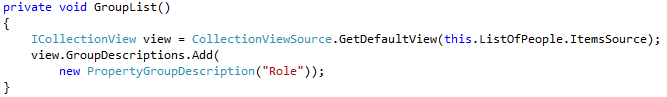 private void GroupList()
{
    ICollectionView view = CollectionViewSource.GetDefaultView(this.ListOfPeople.ItemsSource);
    view.GroupDescriptions.Add(
        new PropertyGroupDescription("Role"));
}